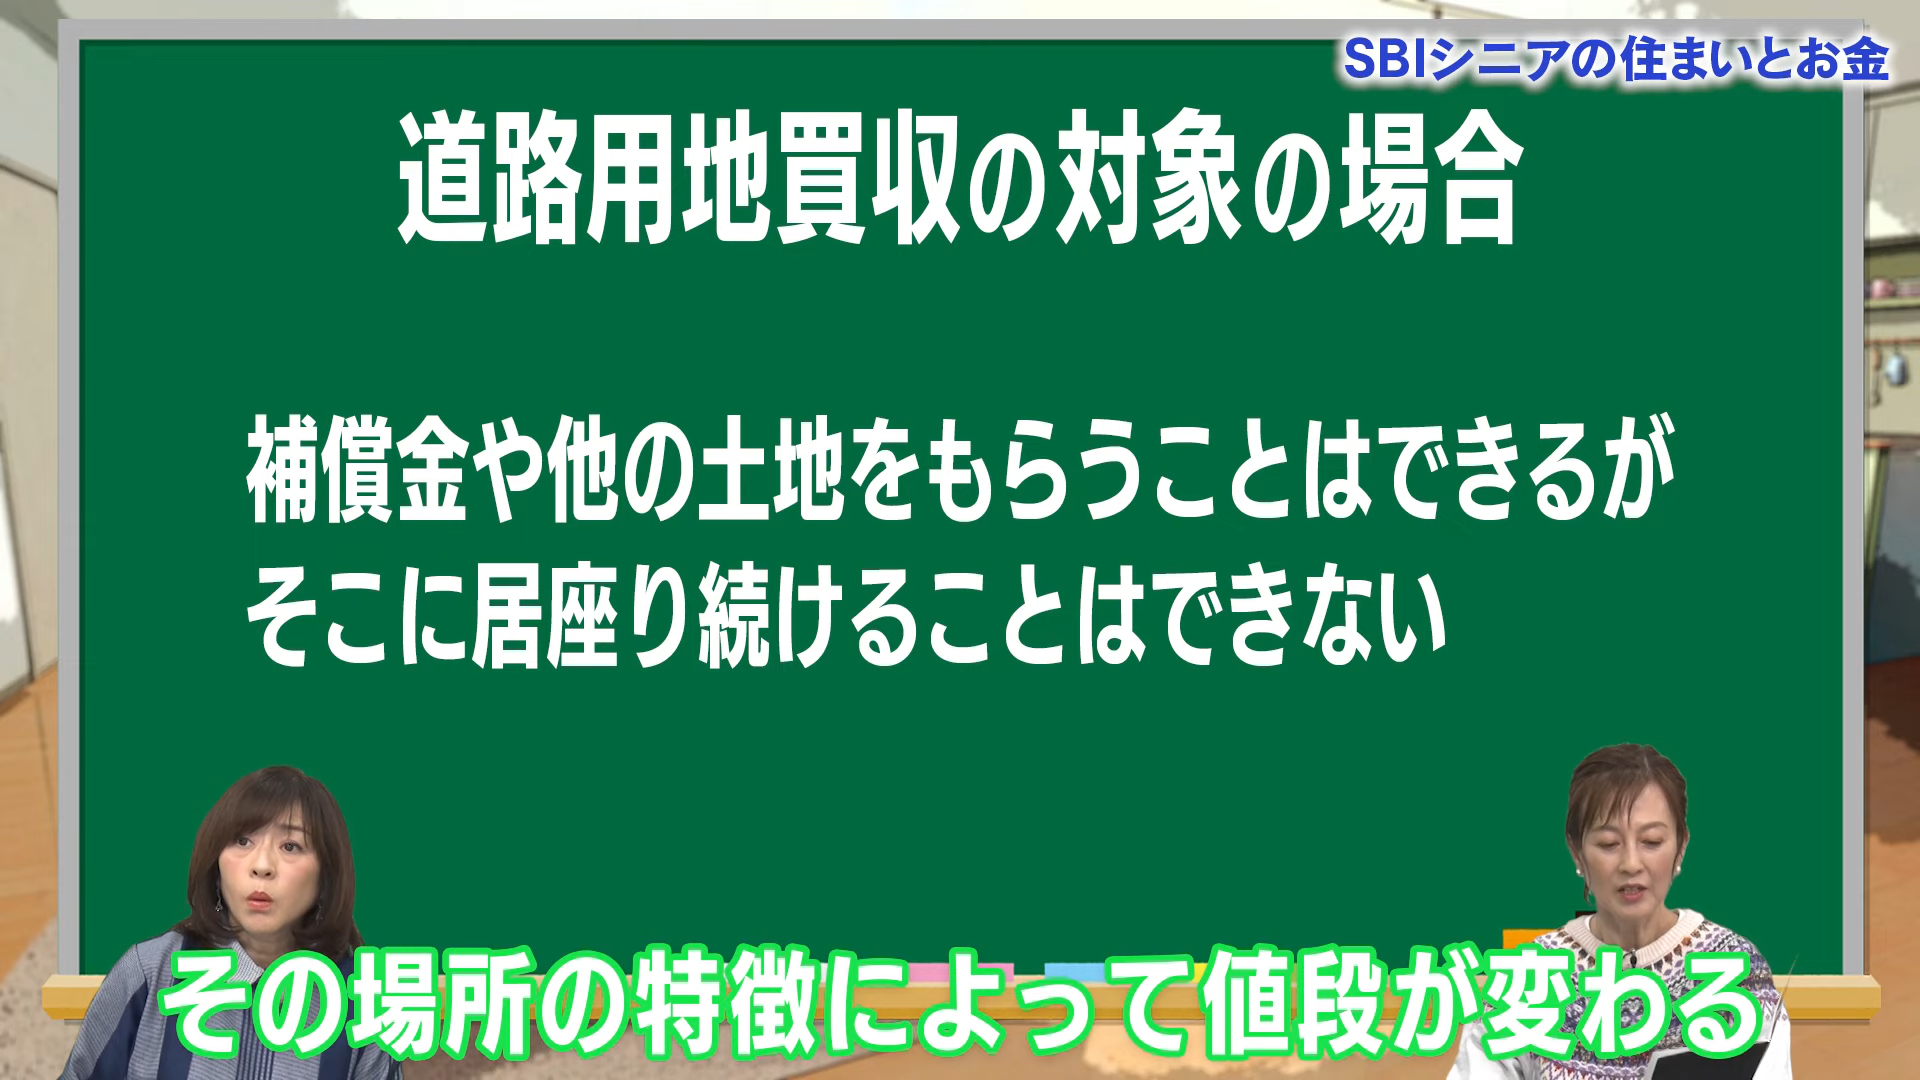 SBIシニアの住まいとお金
道路用地買収の対象の場合
補償金や他の土地をもらうことはできるが
そこに居座り続けることはできない
その場所の特徴によって値段が変わる